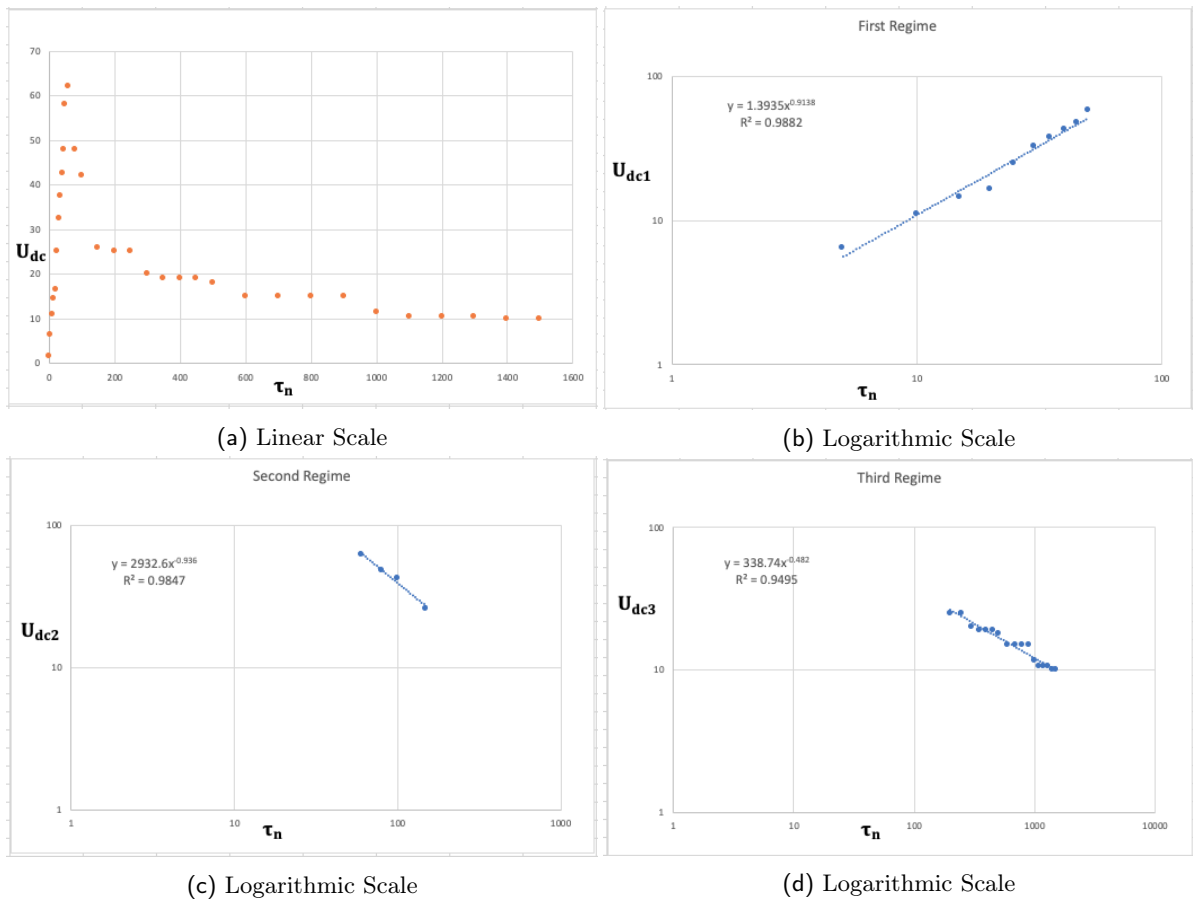 70
60
50
40
30
20
10
0
U_dc
0 200 400 600 800 1000 1200 1400 1600
τ_n
(a) Linear Scale
First Regime
y = 1.3935x^0.9138
R² = 0.9882
100
10
1
U_dc1
1 10 100
τ_n
(b) Logarithmic Scale
Second Regime
y = 2932.6x^-0.936
R² = 0.9847
100
10
1
U_dc2
1 10 100 1000
τ_n
(c) Logarithmic Scale
Third Regime
y = 338.74x^-0.482
R² = 0.9495
100
10
1
U_dc3
1 10 100 1000 10000
τ_n
(d) Logarithmic Scale